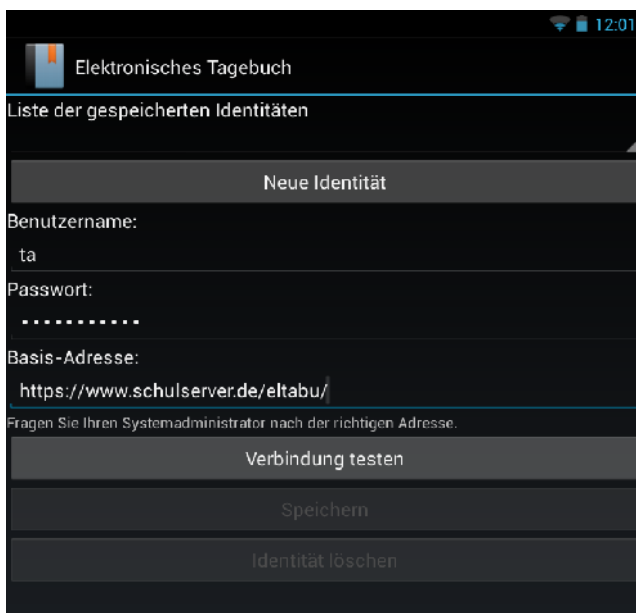 12:01
Elektronisches Tagebuch
Liste der gespeicherten Identitäten
Neue Identität
Benutzername:
ta
Passwort:
•••••••••••
Basis-Adresse:
https://www.schulserver.de/eltabu/
Fragen Sie Ihren Systemadministrator nach der richtigen Adresse.
Verbindung testen
Speichern
Identität löschen